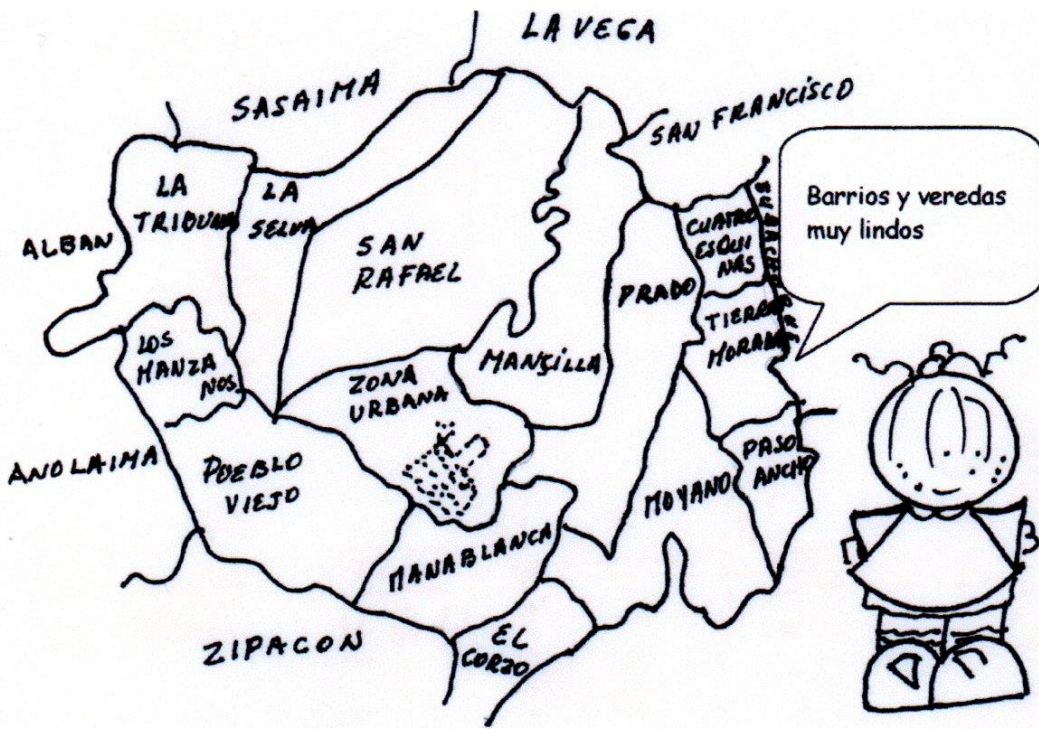 LA VEGA
SASAIMA
SAN FRANCISCO
LA
TRIBUNA
LA
SELVA
ALBAN
SAN
RAFAEL
CUATRO
ESQUI
NAS
Barrios y veredas
muy lindos
PRADO
TIERRA
MORADA
LOS
MANZA
NOS
MANCILLA
ZONA
URBANA
ANOLAIMA
PUEBLO
VIEJO
PASO
ANCHO
MOYANO
MANABLANCA
EL
CORZO
ZIPACON